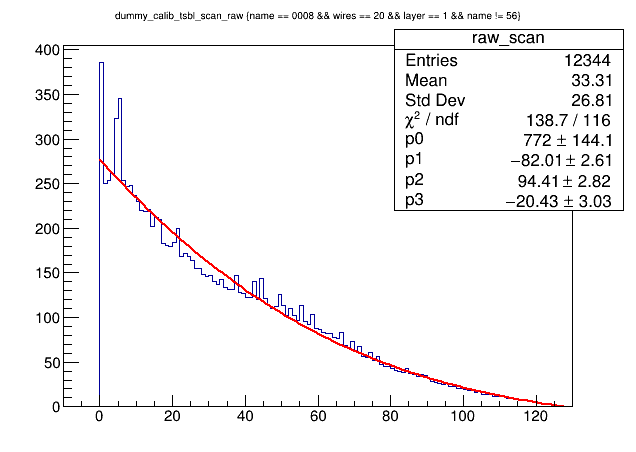 dummy_calib_tsbl_scan_raw {name == 0008 && wires == 20 && layer == 1 && name != 56}
raw_scan
Entries 12344
Mean 33.31
Std Dev 26.81
χ² / ndf 138.7 / 116
p0 772 ± 144.1
p1 −82.01 ± 2.61
p2 94.41 ± 2.82
p3 −20.43 ± 3.03
400
350
300
250
200
150
100
50
0
0 20 40 60 80 100 120